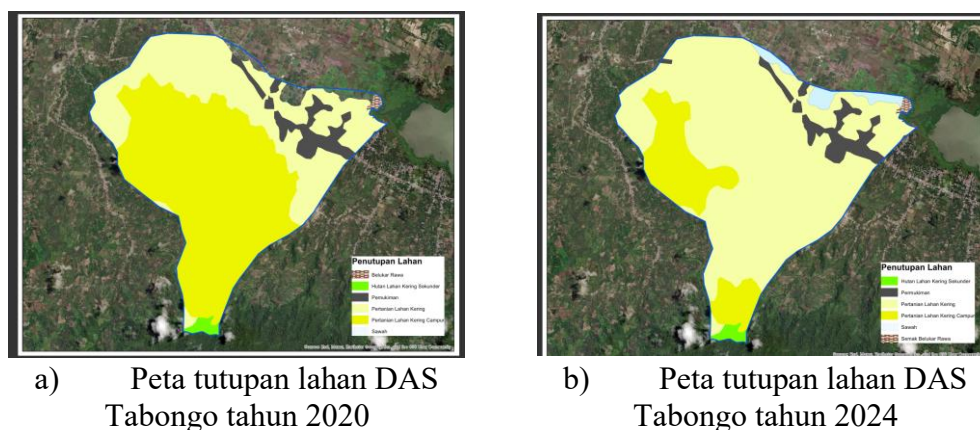 Penutupan Lahan
Belukar Rawa
Hutan Lahan Kering Sekunder
Pemukiman
Pertanian Lahan Kering
Pertanian Lahan Kering Campur
Sawah
Penutupan Lahan
Hutan Lahan Kering Sekunder
Permukiman
Pertanian Lahan Kering
Pertanian Lahan Kering Campur
Sawah
Semak Belukar Rawa
a) Peta tutupan lahan DAS
Tabongo tahun 2020
b) Peta tutupan lahan DAS
Tabongo tahun 2024